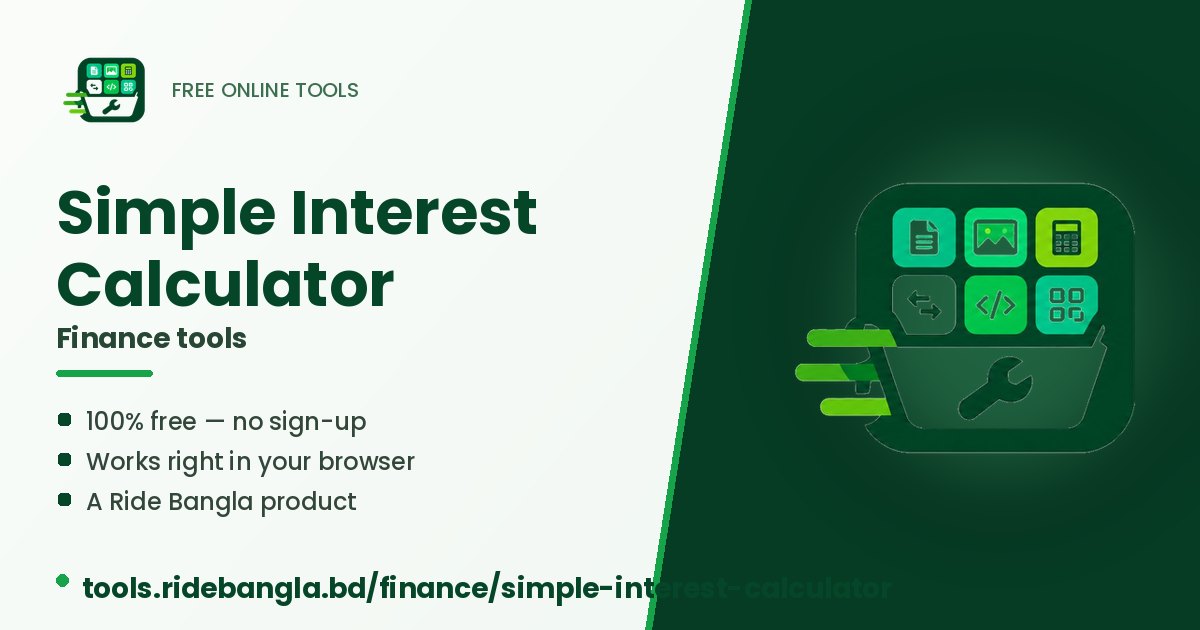 FREE ONLINE TOOLS
Simple Interest
Calculator
Finance tools
100% free — no sign-up
Works right in your browser
A Ride Bangla product
tools.ridebangla.bd/finance/simple-interest-calculator